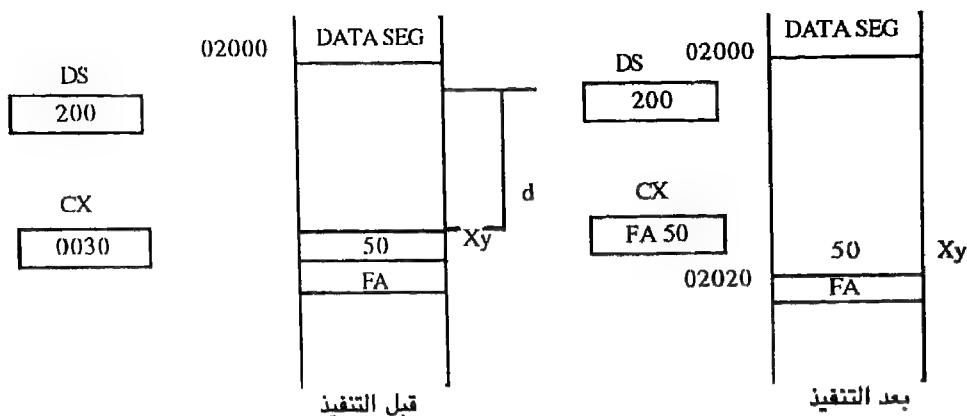 02000
DATA SEG
DS
200
CX
0030
d
50
Xy
FA
قبل التنفيذ
DATA SEG
02000
DS
200
CX
FA 50
50
Xy
02020
FA
بعد التنفيذ